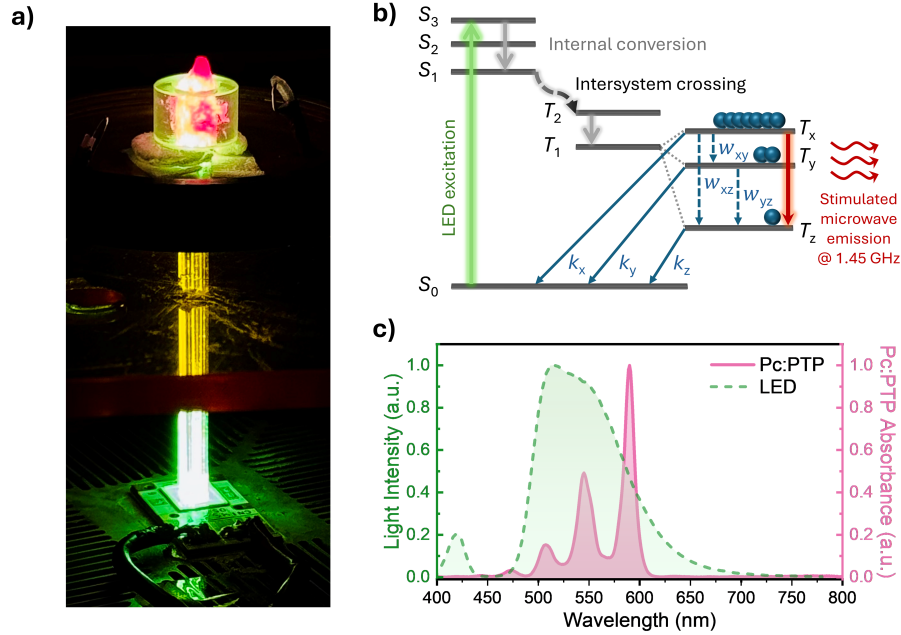 a)
b)
S3
S2
S1
Internal conversion
Intersystem crossing
T2
T1
LED excitation
S0
Tx
Ty
Tz
wxy
wxz
wyz
kx
ky
kz
Stimulated
microwave
emission
@ 1.45 GHz
c)
Light Intensity (a.u.)
1.0
0.8
0.6
0.4
0.2
0.0
Pc:PTP
LED
1.0
0.8
0.6
0.4
0.2
0.0
Pc:PTP Absorbance (a.u.)
400 450 500 550 600 650 700 750 800
Wavelength (nm)